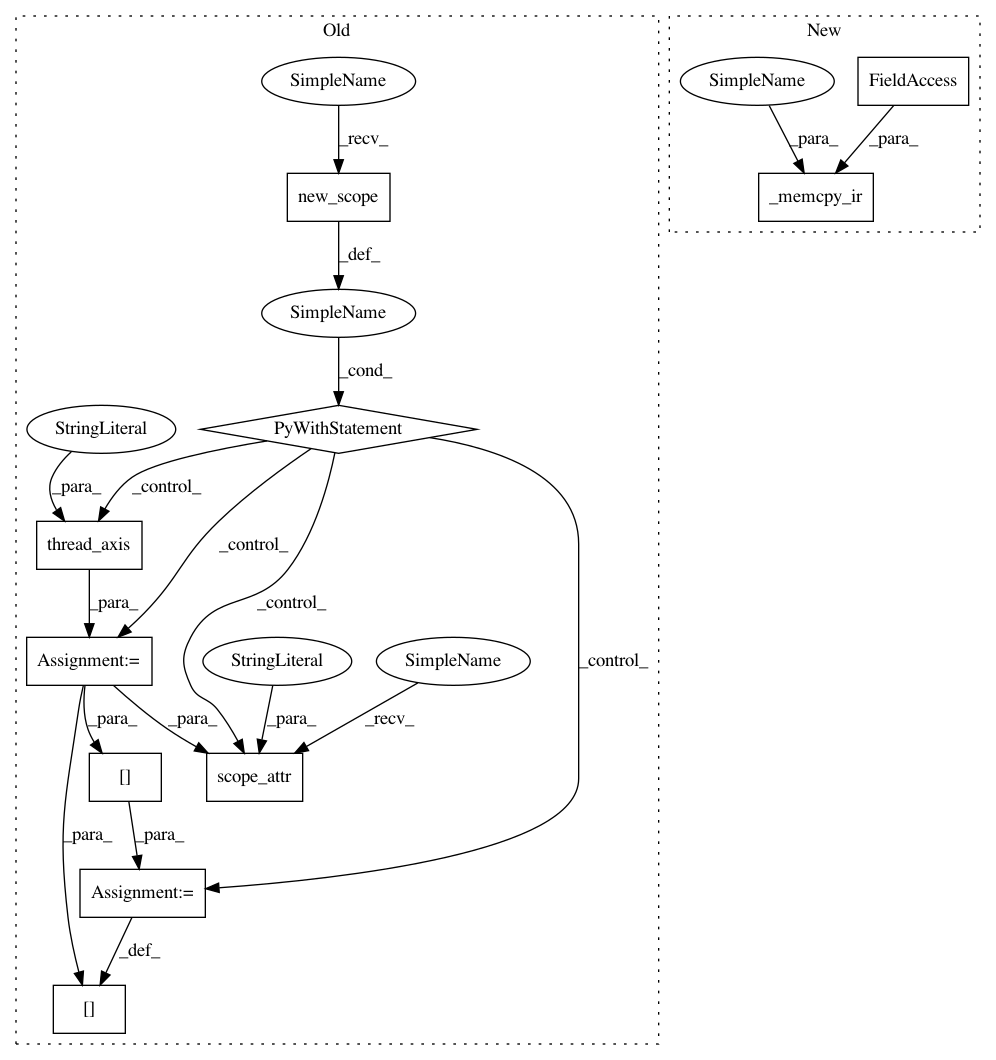 Old
New
SimpleName
SimpleName
FieldAccess
_recv_
_para_
_para_
new_scope
_memcpy_ir
_def_
SimpleName
_cond_
StringLiteral
PyWithStatement
_para_
_control_
_control_
thread_axis
_control_
_para_
_control_
Assignment:=
StringLiteral
SimpleName
_para_
_para_
_para_
_recv_
[]
scope_attr
_para_
_para_
Assignment:=
_def_
[]